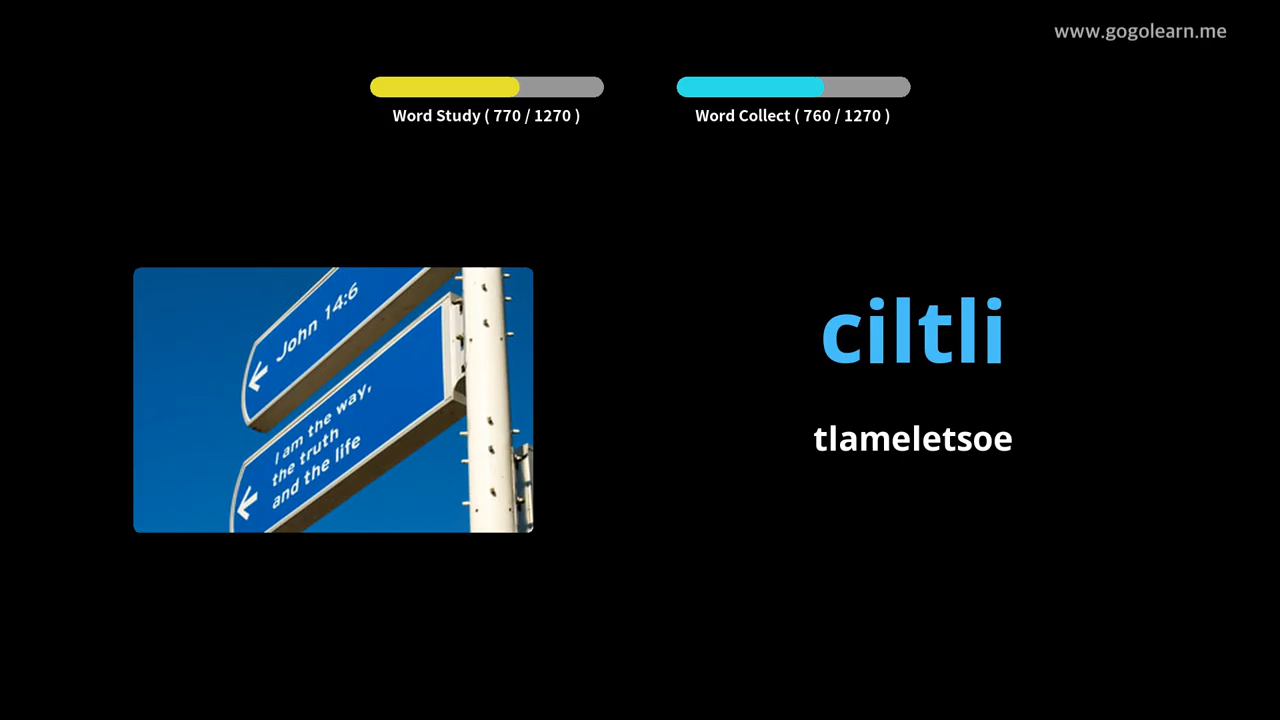 www.gogolearn.me
Word Study ( 770 / 1270 )
Word Collect ( 760 / 1270 )
John 14:6
I am the way,
the truth
and the life
ciltli
tlameletsoe